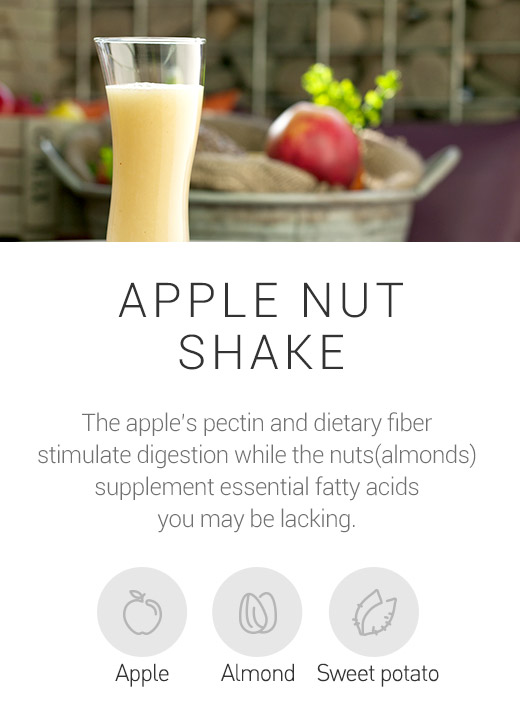 APPLE NUT
SHAKE
The apple's pectin and dietary fiber
stimulate digestion while the nuts(almonds)
supplement essential fatty acids
you may be lacking.
Apple Almond Sweet potato